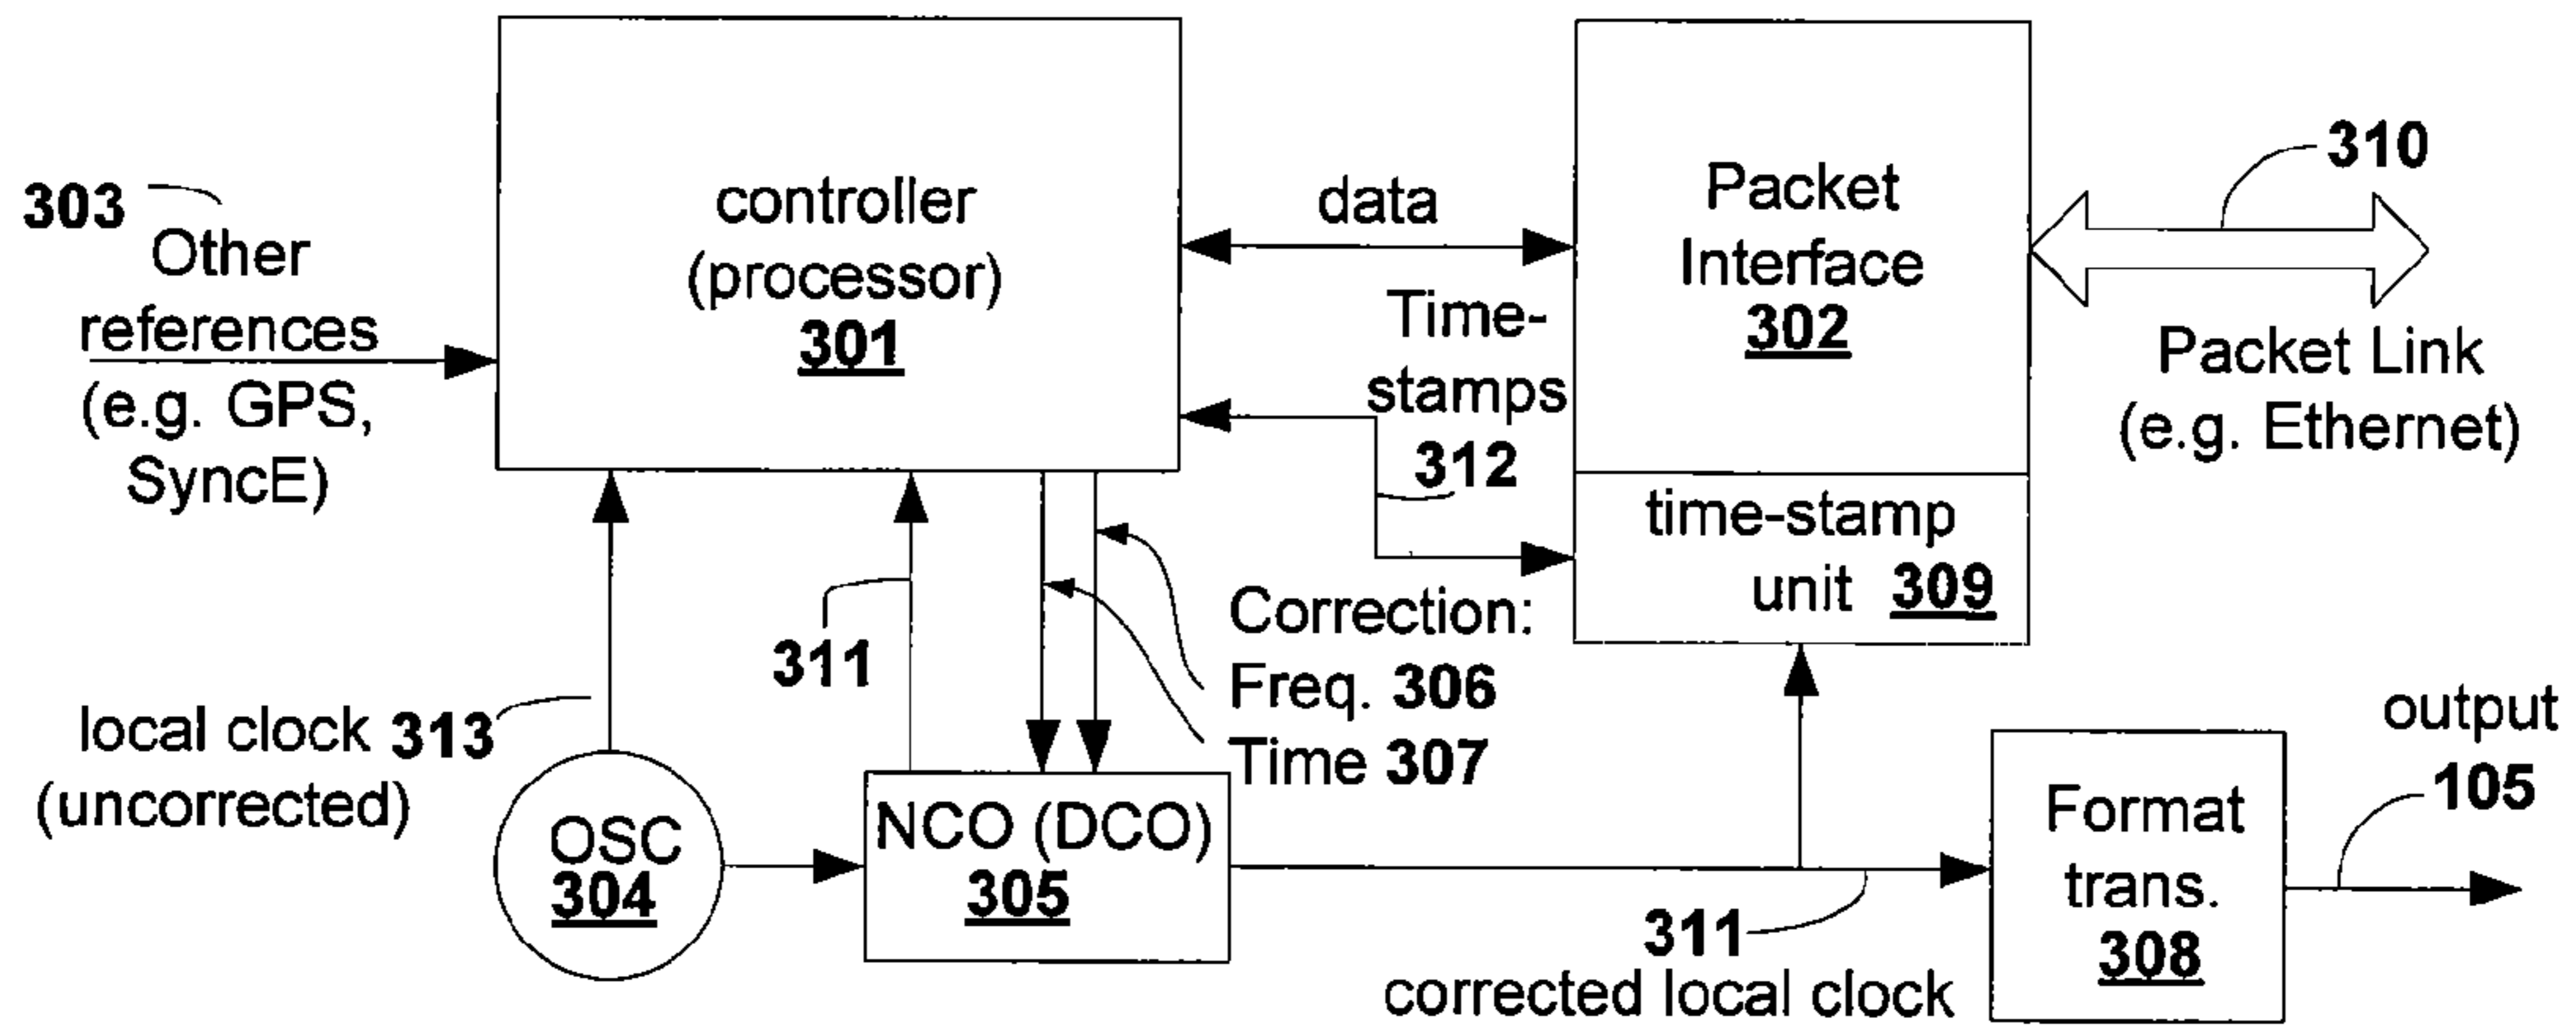 303
Other
references
(e.g. GPS,
SyncE)
controller
(processor)
301
data
Time-
stamps
312
Packet
Interface
302
310
Packet Link
(e.g. Ethernet)
time-stamp
unit 309
311
Correction:
Freq. 306
Time 307
local clock 313
(uncorrected)
OSC
304
NCO (DCO)
305
311
corrected local clock
Format
trans.
308
output
105